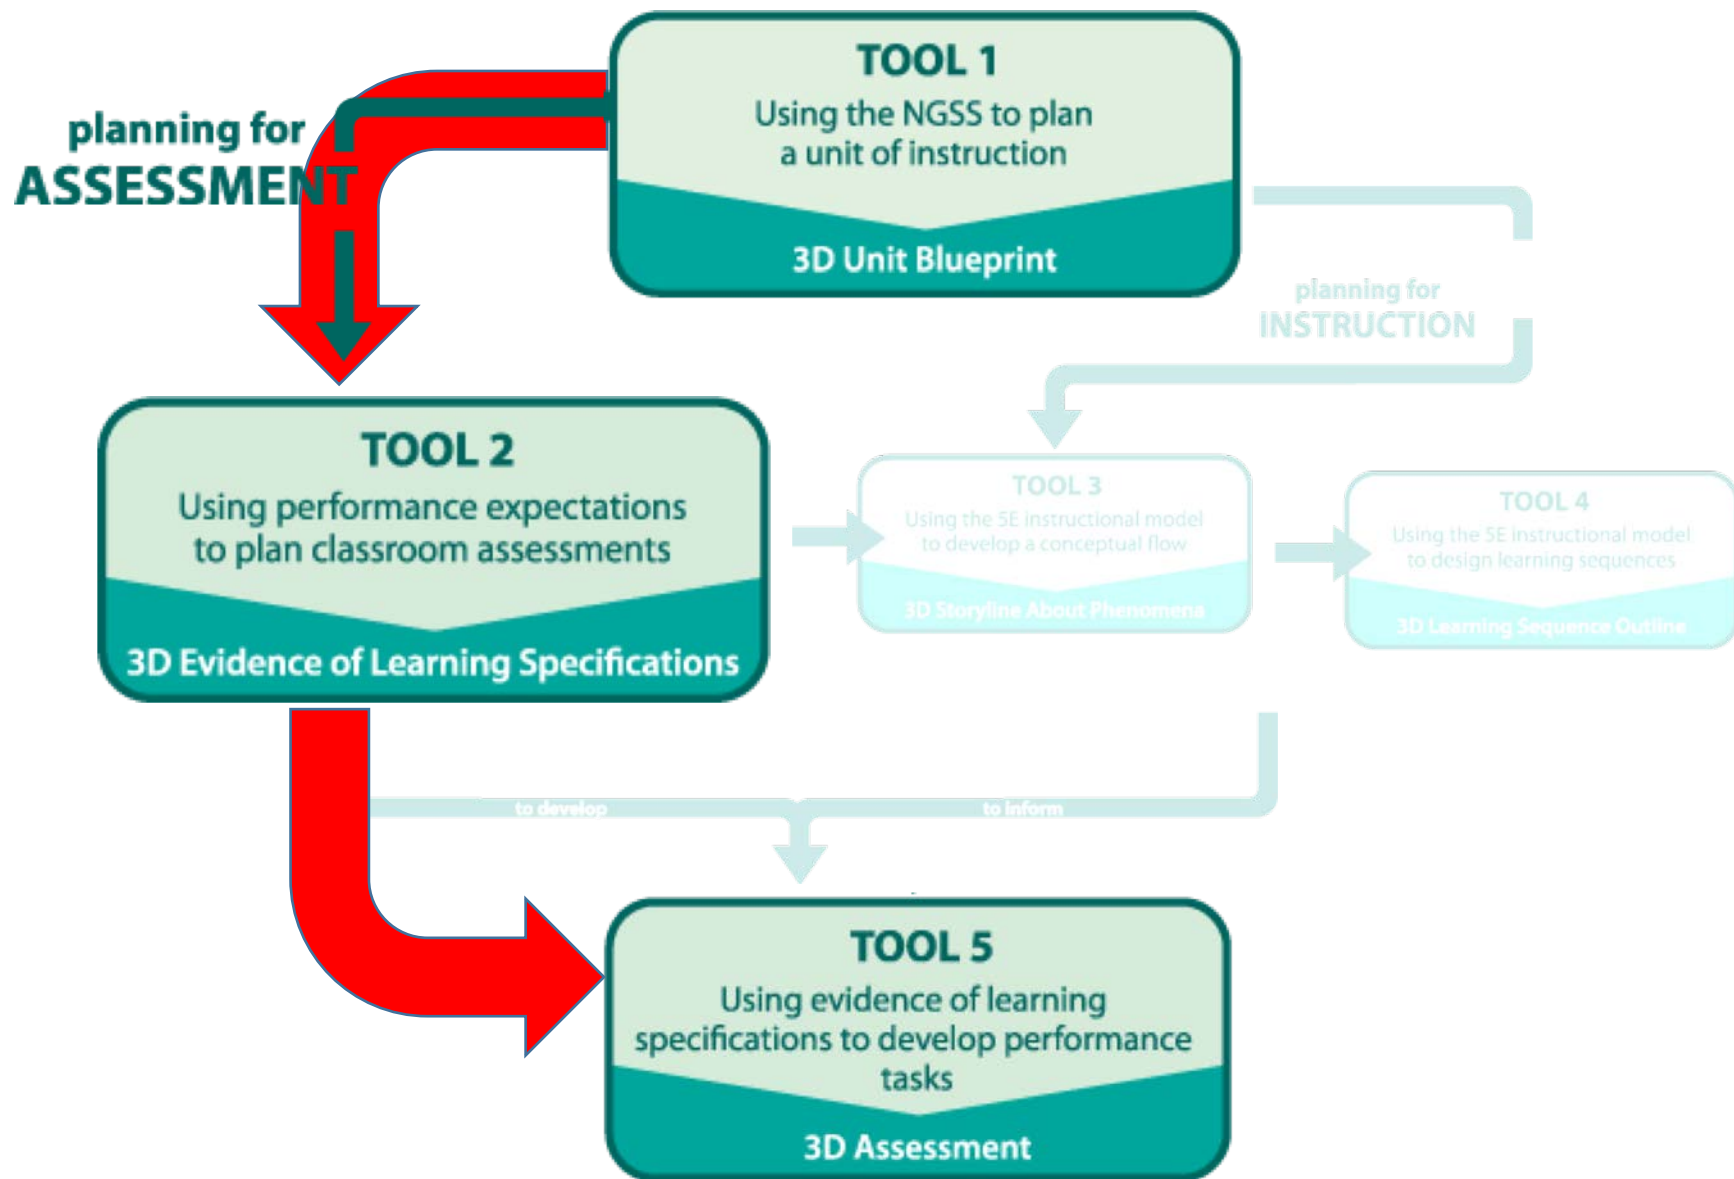 TOOL 1
Using the NGSS to plan
a unit of instruction
3D Unit Blueprint
planning for
ASSESSMENT
planning for
INSTRUCTION
TOOL 2
Using performance expectations
to plan classroom assessments
3D Evidence of Learning Specifications
TOOL 3
Using the 5E instructional model
to develop a conceptual flow
3D Storyline About Phenomena
TOOL 4
Using the 5E instructional model
to design learning sequences
3D Learning Sequence Outline
to develop
to inform
TOOL 5
Using evidence of learning
specifications to develop performance
tasks
3D Assessment